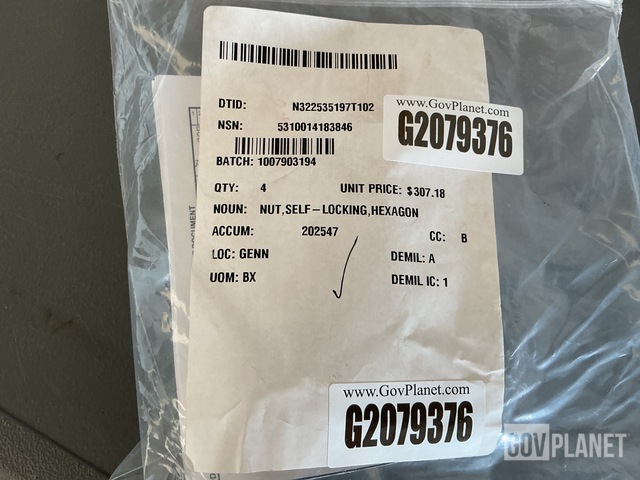 DTID: N322535197T102
www.GovPlanet.com
G2079376
NSN: 5310014183846
BATCH: 1007903194
QTY: 4 UNIT PRICE: $307.18
NOUN: NUT,SELF-LOCKING,HEXAGON
ACCUM: 202547 CC: B
LOC: GENN DEMIL: A
UOM: BX DEMIL IC: 1
www.GovPlanet.com
G2079376
GOVPLANET
DOCUMENT